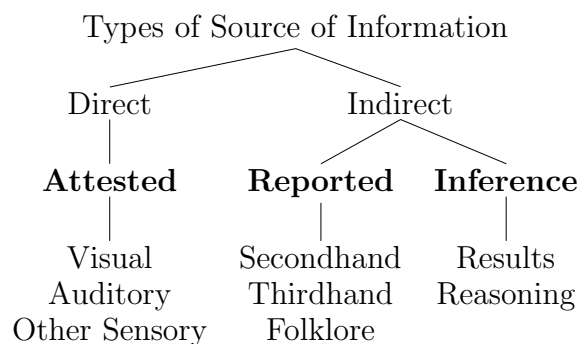 Types of Source of Information
Direct Indirect
Attested Reported Inference
Visual Secondhand Results
Auditory Thirdhand Reasoning
Other Sensory Folklore